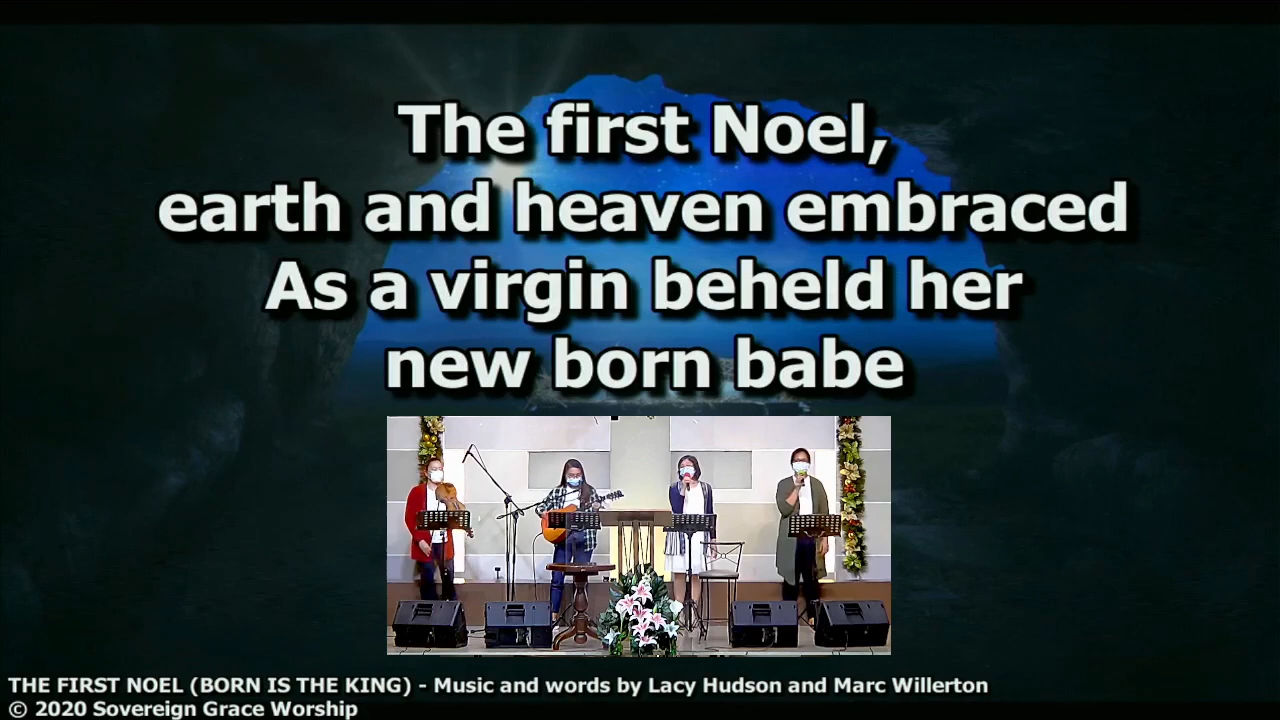 The first Noel,
earth and heaven embraced
As a virgin beheld her
new born babe
THE FIRST NOEL (BORN IS THE KING) - Music and words by Lacy Hudson and Marc Willerton
© 2020 Sovereign Grace Worship